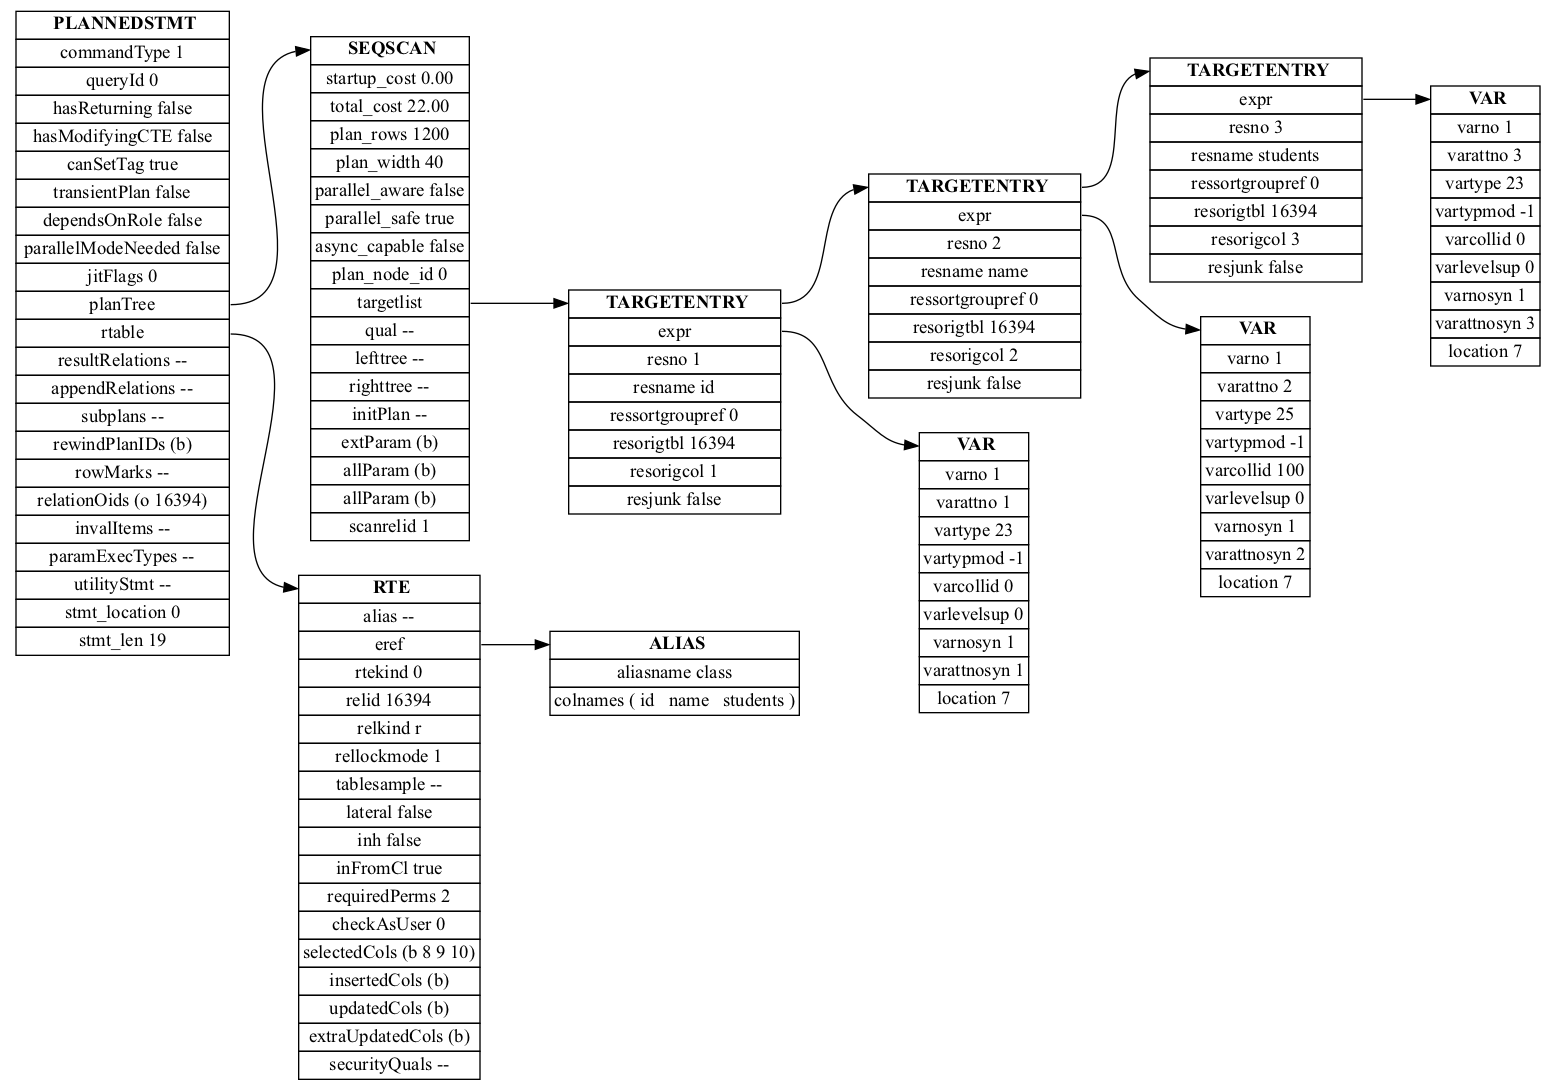 PLANNEDSTMT
commandType 1
queryId 0
hasReturning false
hasModifyingCTE false
canSetTag true
transientPlan false
dependsOnRole false
parallelModeNeeded false
jitFlags 0
planTree
rtable
resultRelations --
appendRelations --
subplans --
rewindPlanIDs (b)
rowMarks --
relationOids (o 16394)
invalItems --
paramExecTypes --
utilityStmt --
stmt_location 0
stmt_len 19
SEQSCAN
startup_cost 0.00
total_cost 22.00
plan_rows 1200
plan_width 40
parallel_aware false
parallel_safe true
async_capable false
plan_node_id 0
targetlist
qual --
lefttree --
righttree --
initPlan --
extParam (b)
allParam (b)
allParam (b)
scanrelid 1
RTE
alias --
eref
rtekind 0
relid 16394
relkind r
rellockmode 1
tablesample --
lateral false
inh false
inFromCl true
requiredPerms 2
checkAsUser 0
selectedCols (b 8 9 10)
insertedCols (b)
updatedCols (b)
extraUpdatedCols (b)
securityQuals --
ALIAS
aliasname class
colnames ( id name students )
TARGETENTRY
expr
resno 1
resname id
ressortgroupref 0
resorigtbl 16394
resorigcol 1
resjunk false
VAR
varno 1
varattno 1
vartype 23
vartypmod -1
varcollid 0
varlevelsup 0
varnosyn 1
varattnosyn 1
location 7
TARGETENTRY
expr
resno 2
resname name
ressortgroupref 0
resorigtbl 16394
resorigcol 2
resjunk false
VAR
varno 1
varattno 2
vartype 25
vartypmod -1
varcollid 100
varlevelsup 0
varnosyn 1
varattnosyn 2
location 7
TARGETENTRY
expr
resno 3
resname students
ressortgroupref 0
resorigtbl 16394
resorigcol 3
resjunk false
VAR
varno 1
varattno 3
vartype 23
vartypmod -1
varcollid 0
varlevelsup 0
varnosyn 1
varattnosyn 3
location 7